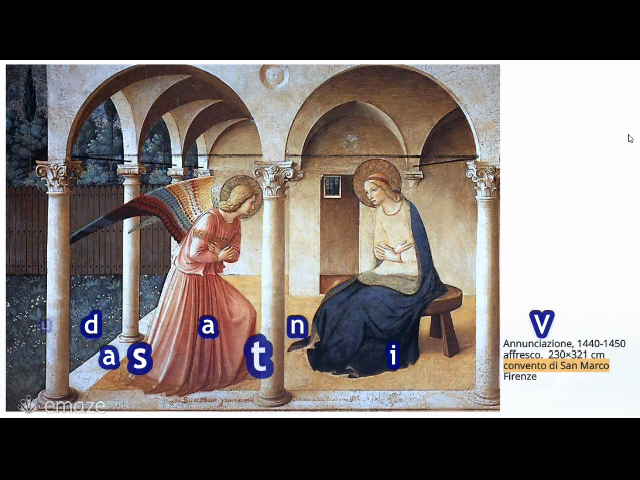 u d a n V
a s t i
Annunciazione, 1440-1450
affresco, 230×321 cm
convento di San Marco
Firenze
emaze